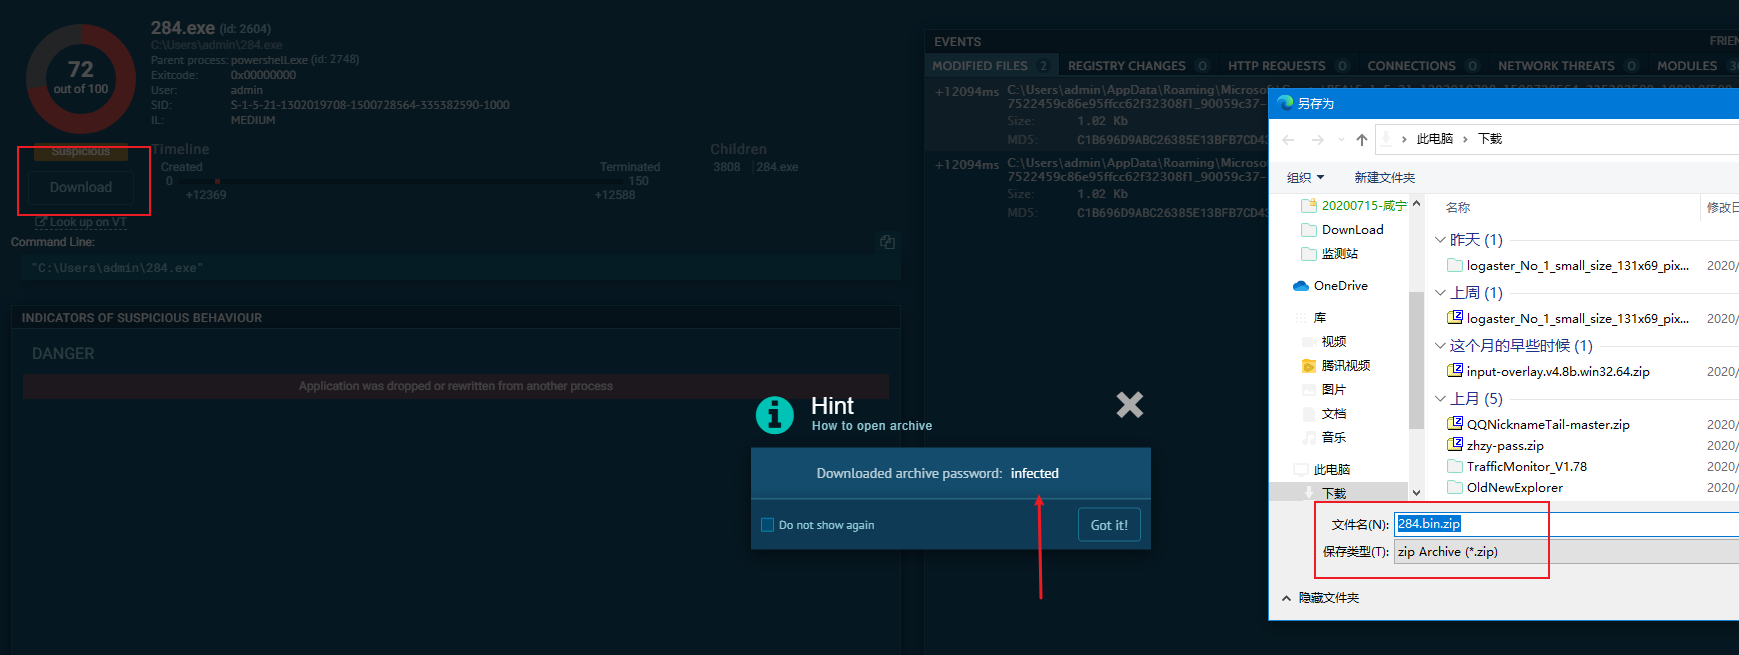 284.exe (id: 2604)
C:\Users\admin\284.exe
Parent process: powershell.exe (id: 2748)
Exitcode: 0x00000000
User: admin
SID: S-1-5-21-1302019708-1500728564-335382590-1000
IL: MEDIUM
72
out of 100
Suspicious
Download
Look up on VT
Timeline
Created
Terminated
0
150
+12369
+12588
Children
3808 284.exe
Command Line:
"C:\Users\admin\284.exe"
INDICATORS OF SUSPICIOUS BEHAVIOUR
DANGER
Application was dropped or rewritten from another process
EVENTS
MODIFIED FILES 2 REGISTRY CHANGES 0 HTTP REQUESTS 0 CONNECTIONS 0 NETWORK THREATS 0 MODULES
+12094ms C:\Users\admin\AppData\Roaming\Microsof
7522459c86e95ffcc62f32308f1_90059c37-
Size: 1.02 Kb
MD5: C1B696D9ABC26385E13BFB7CD4
+12094ms C:\Users\admin\AppData\Roaming\Microsof
7522459c86e95ffcc62f32308f1_90059c37-
Size: 1.02 Kb
MD5: C1B696D9ABC26385E13BFB7CD4
Hint
How to open archive
Downloaded archive password: infected
Do not show again
Got it!
另存为
此电脑 下载
组织 新建文件夹
20200715-咸宁
DownLoad
监测站
OneDrive
库
视频
腾讯视频
图片
文档
音乐
此电脑
下载
名称 修改日
昨天 (1)
logaster_No_1_small_size_131x69_pix... 2020/
上周 (1)
logaster_No_1_small_size_131x69_pix... 2020/
这个月的早些时候 (1)
input-overlay.v4.8b.win32.64.zip 2020/
上月 (5)
QQNicknameTail-master.zip 2020/
zhzy-pass.zip 2020/
TrafficMonitor_V1.78 2020/
OldNewExplorer 2020/
文件名(N): 284.bin.zip
保存类型(T): zip Archive (*.zip)
隐藏文件夹